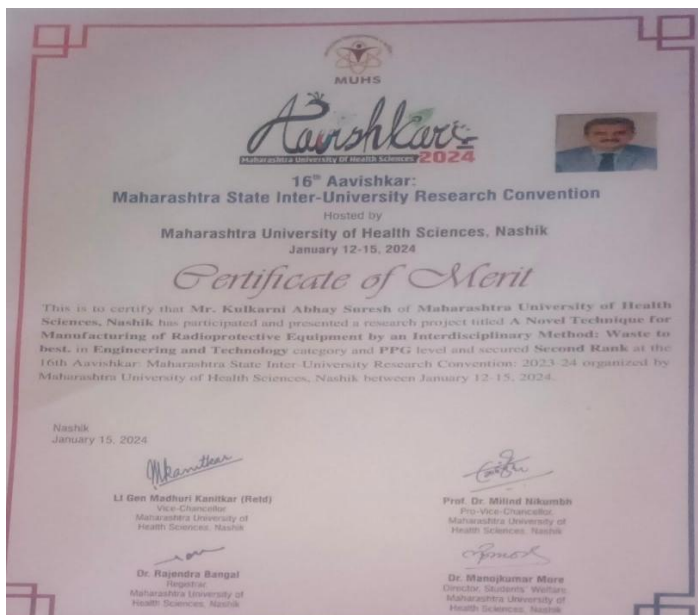 MUHS
Aavishkar
Maharashtra University Of Health Sciences 2024
16th Aavishkar:
Maharashtra State Inter-University Research Convention
Hosted by
Maharashtra University of Health Sciences, Nashik
January 12-15, 2024
Certificate of Merit
This is to certify that Mr. Kulkarni Abhay Suresh of Maharashtra University of Health
Sciences, Nashik has participated and presented a research project titled A Novel Technique for
Manufacturing of Radioprotective Equipment by an Interdisciplinary Method: Waste to
best. in Engineering and Technology category and PPG level and secured Second Rank at the
16th Aavishkar: Maharashtra State Inter-University Research Convention: 2023-24 organized by
Maharashtra University of Health Sciences, Nashik between January 12-15, 2024.
Nashik
January 15, 2024
Mkanitkar
Lt Gen Madhuri Kanitkar (Retd)
Vice-Chancellor,
Maharashtra University of
Health Sciences, Nashik
Prof. Dr. Milind Nikumbh
Pro-Vice-Chancellor,
Maharashtra University of
Health Sciences, Nashik
Dr. Rajendra Bangal
Registrar,
Maharashtra University of
Health Sciences, Nashik
Dr. Manojkumar More
Director, Students' Welfare
Maharashtra University of
Health Sciences, Nashik